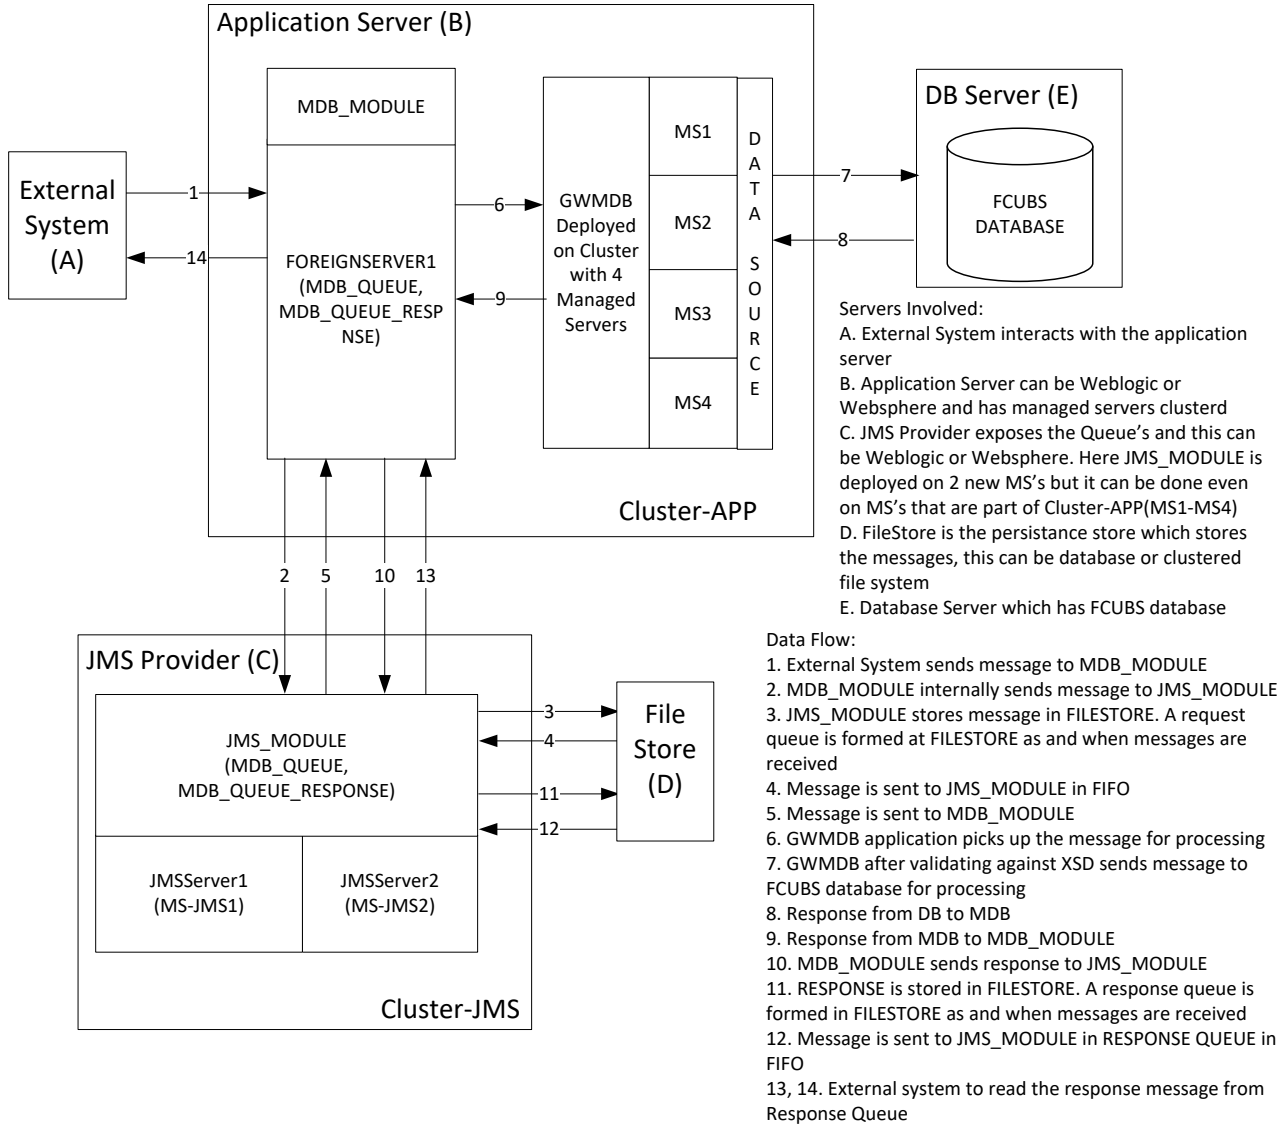 Application Server (B)
MDB_MODULE
FOREIGNSERVER1
(MDB_QUEUE,
MDB_QUEUE_RESP
NSE)
External
System
(A)
1
14
6
9
GWMDB
Deployed
on Cluster
with 4
Managed
Servers
MS1
MS2
MS3
MS4
D
A
T
A
S
O
U
R
C
E
Cluster-APP
7
8
DB Server (E)
FCUBS
DATABASE
Servers Involved:
A. External System interacts with the application
server
B. Application Server can be Weblogic or
Websphere and has managed servers clusterd
C. JMS Provider exposes the Queue’s and this can
be Weblogic or Websphere. Here JMS_MODULE is
deployed on 2 new MS’s but it can be done even
on MS’s that are part of Cluster-APP(MS1-MS4)
D. FileStore is the persistance store which stores
the messages, this can be database or clustered
file system
E. Database Server which has FCUBS database
2
5
10
13
JMS Provider (C)
JMS_MODULE
(MDB_QUEUE,
MDB_QUEUE_RESPONSE)
JMSServer1
(MS-JMS1)
JMSServer2
(MS-JMS2)
Cluster-JMS
3
4
11
12
File
Store
(D)
Data Flow:
1. External System sends message to MDB_MODULE
2. MDB_MODULE internally sends message to JMS_MODULE
3. JMS_MODULE stores message in FILESTORE. A request
queue is formed at FILESTORE as and when messages are
received
4. Message is sent to JMS_MODULE in FIFO
5. Message is sent to MDB_MODULE
6. GWMDB application picks up the message for processing
7. GWMDB after validating against XSD sends message to
FCUBS database for processing
8. Response from DB to MDB
9. Response from MDB to MDB_MODULE
10. MDB_MODULE sends response to JMS_MODULE
11. RESPONSE is stored in FILESTORE. A response queue is
formed in FILESTORE as and when messages are received
12. Message is sent to JMS_MODULE in RESPONSE QUEUE in
FIFO
13, 14. External system to read the response message from
Response Queue